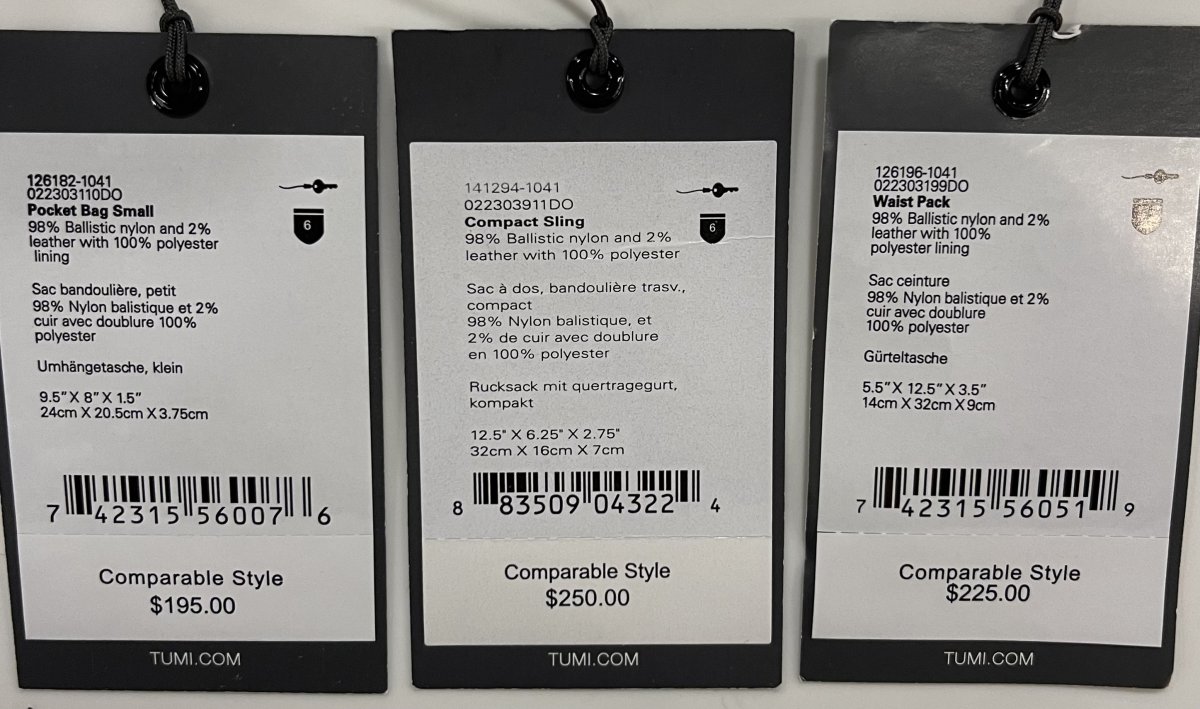 126182-1041
022303110DO
Pocket Bag Small
98% Ballistic nylon and 2%
leather with 100% polyester
lining
6
Sac bandoulière, petit
98% Nylon balistique et 2%
cuir avec doublure 100%
polyester
Umhängetasche, klein
9.5"X 8" X 1.5"
24cm X 20.5cm X 3.75cm
7 42315 56007 6
Comparable Style
$195.00
TUMI.COM
141294-1041
022303911DO
Compact Sling
98% Ballistic nylon and 2%
leather with 100% polyester
6
Sac à dos, bandoulière trasv.,
compact
98% Nylon balistique, et
2% de cuir avec doublure
en 100% polyester
Rucksack mit quertragegurt,
kompakt
12.5" X 6.25" X 2.75"
32cm X 16cm X 7cm
8 83509 04322 4
Comparable Style
$250.00
TUMI.COM
126196-1041
022303199DO
Waist Pack
98% Ballistic nylon and 2%
leather with 100%
polyester lining
Sac ceinture
98% Nylon balistique et 2%
cuir avec doublure
100% polyester
Gürteltasche
5.5"X 12.5"X 3.5"
14cm X 32cm X 9cm
7 42315 56051 9
Comparable Style
$225.00
TUMI.COM